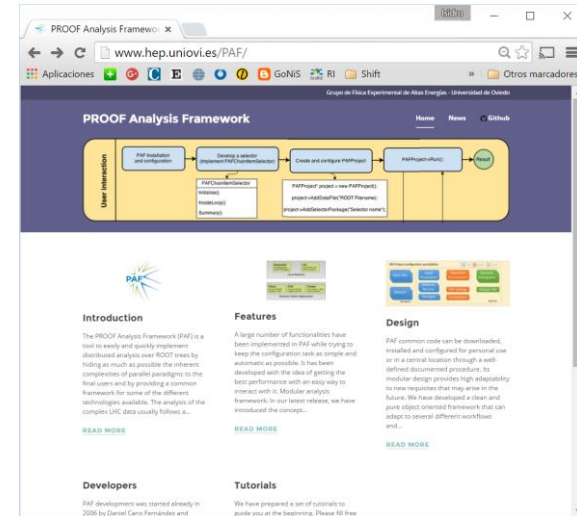 Isidro
PROOF Analysis Framewor
www.hep.uniovi.es/PAF/
Aplicaciones
GoNiS
RI
Shift
»
Otros marcadores
Grupo de Física Experimental de Altas Energías - Universidad de Oviedo
PROOF Analysis Framework
Home
News
Github
User interaction
PAF Installation
and configuration
Develop a selector
(implement PAFChainItemSelector)
Create and configure PAFProject
PAFProject->Run();
Result
PAFChainItemSelector
Initialise()
InsideLoop()
Summary()
PAFProject* project = new PAFProject();
project->AddDataFile("ROOT Filename);
project->AddSelectorPackage("Selector name");
PAF
Introduction
The PROOF Analysis Framework (PAF) is a
tool to easily and quickly implement
distributed analysis over ROOT trees by
hiding as much as possible the inherent
complexities of parallel paradigms to the
final users and by providing a common
framework for some of the different
technologies available. The analysis of the
complex LHC data usually follows a...
READ MORE
Features
A large number of functionalities have
been implemented in PAF while trying to
keep the configuration task as simple and
automatic as possible. It has been
developed with the idea of getting the
best performance with an easy way to
interact with it. Modular analysis
framework: In our latest release, we have
introduced the concept...
READ MORE
Design
PAF common code can be downloaded,
installed and configured for personal use
or in a central location through a well-
defined documented procedure. Its
modular design provides high adaptability
to new requisites that may arise in the
future. We have developed a clean and
pure object oriented framework that can
adapt to several different workflows
and...
READ MORE
Developers
PAF development was started already in
2006 by Daniel Cano Fernández and
Tutorials
We have prepared a set of tutorials to
guide you at the beginning. Please fill free